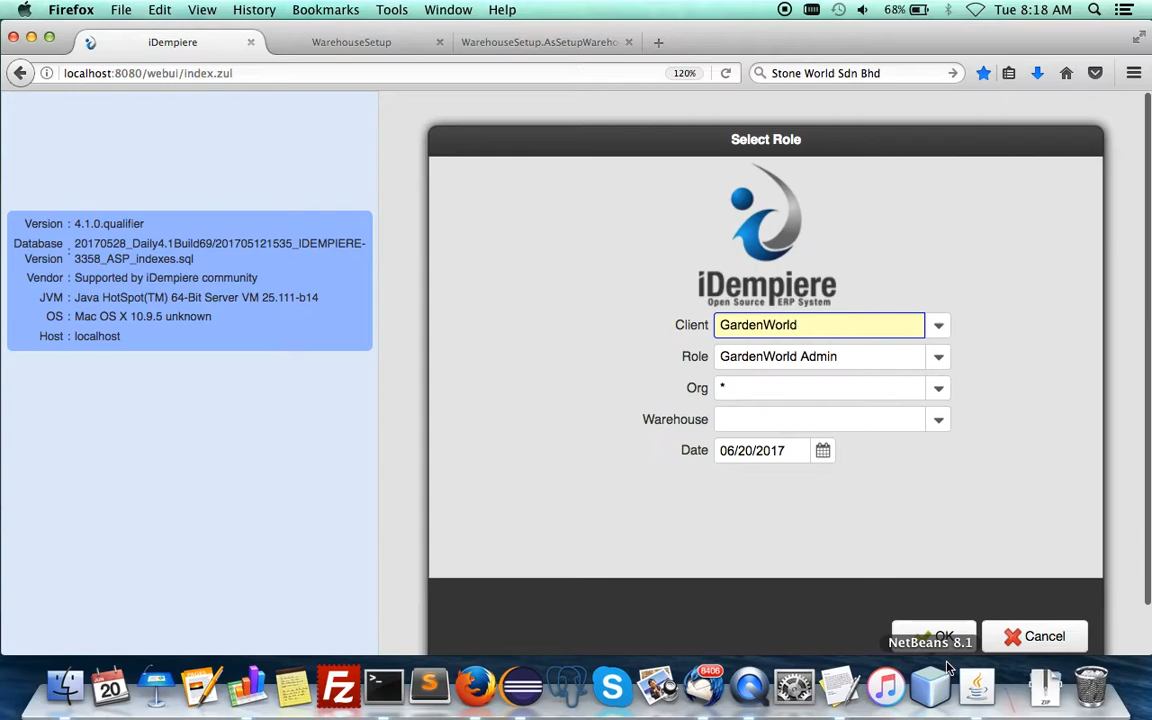 Firefox File Edit View History Bookmarks Tools Window Help 68% Tue 8:18 AM
iDempiere WarehouseSetup WarehouseSetup.AsSetupWareho
localhost:8080/webui/index.zul 120% Stone World Sdn Bhd
Select Role
iDempiere
Open Source ERP System
Version : 4.1.0.qualifier
Database Version : 20170528_Daily4.1Build69/201705121535_IDEMPIERE-
3358_ASP_indexes.sql
Vendor : Supported by iDempiere community
JVM : Java HotSpot(TM) 64-Bit Server VM 25.111-b14
OS : Mac OS X 10.9.5 unknown
Host : localhost
Client GardenWorld
Role GardenWorld Admin
Org *
Warehouse
Date 06/20/2017
OK Cancel
NetBeans 8.1
20
FZ
S
8406
ZIP